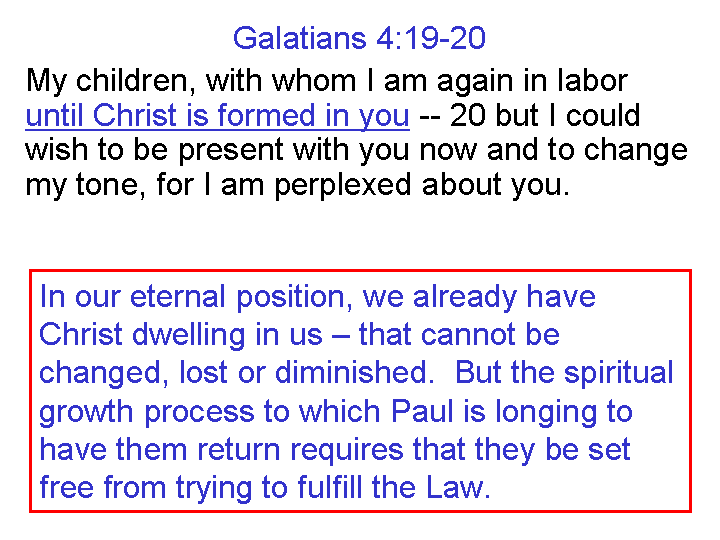 Galatians 4:19-20
My children, with whom I am again in labor
until Christ is formed in you -- 20 but I could
wish to be present with you now and to change
my tone, for I am perplexed about you.
In our eternal position, we already have
Christ dwelling in us – that cannot be
changed, lost or diminished.  But the spiritual
growth process to which Paul is longing to
have them return requires that they be set
free from trying to fulfill the Law.